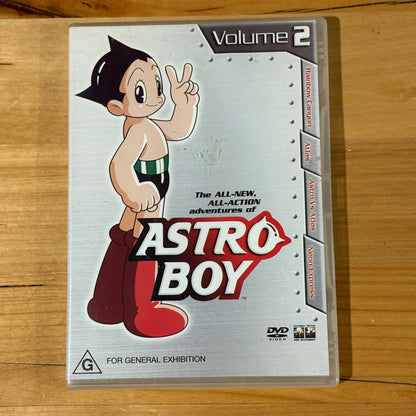 Volume 2
Rainbow Canyon
Atlas
Astro Vs Atlas
Neon Express
The ALL-NEW,
ALL-ACTION
adventures of
ASTRO
BOY
TM
DVD
VIDEO
G
FOR GENERAL EXHIBITION